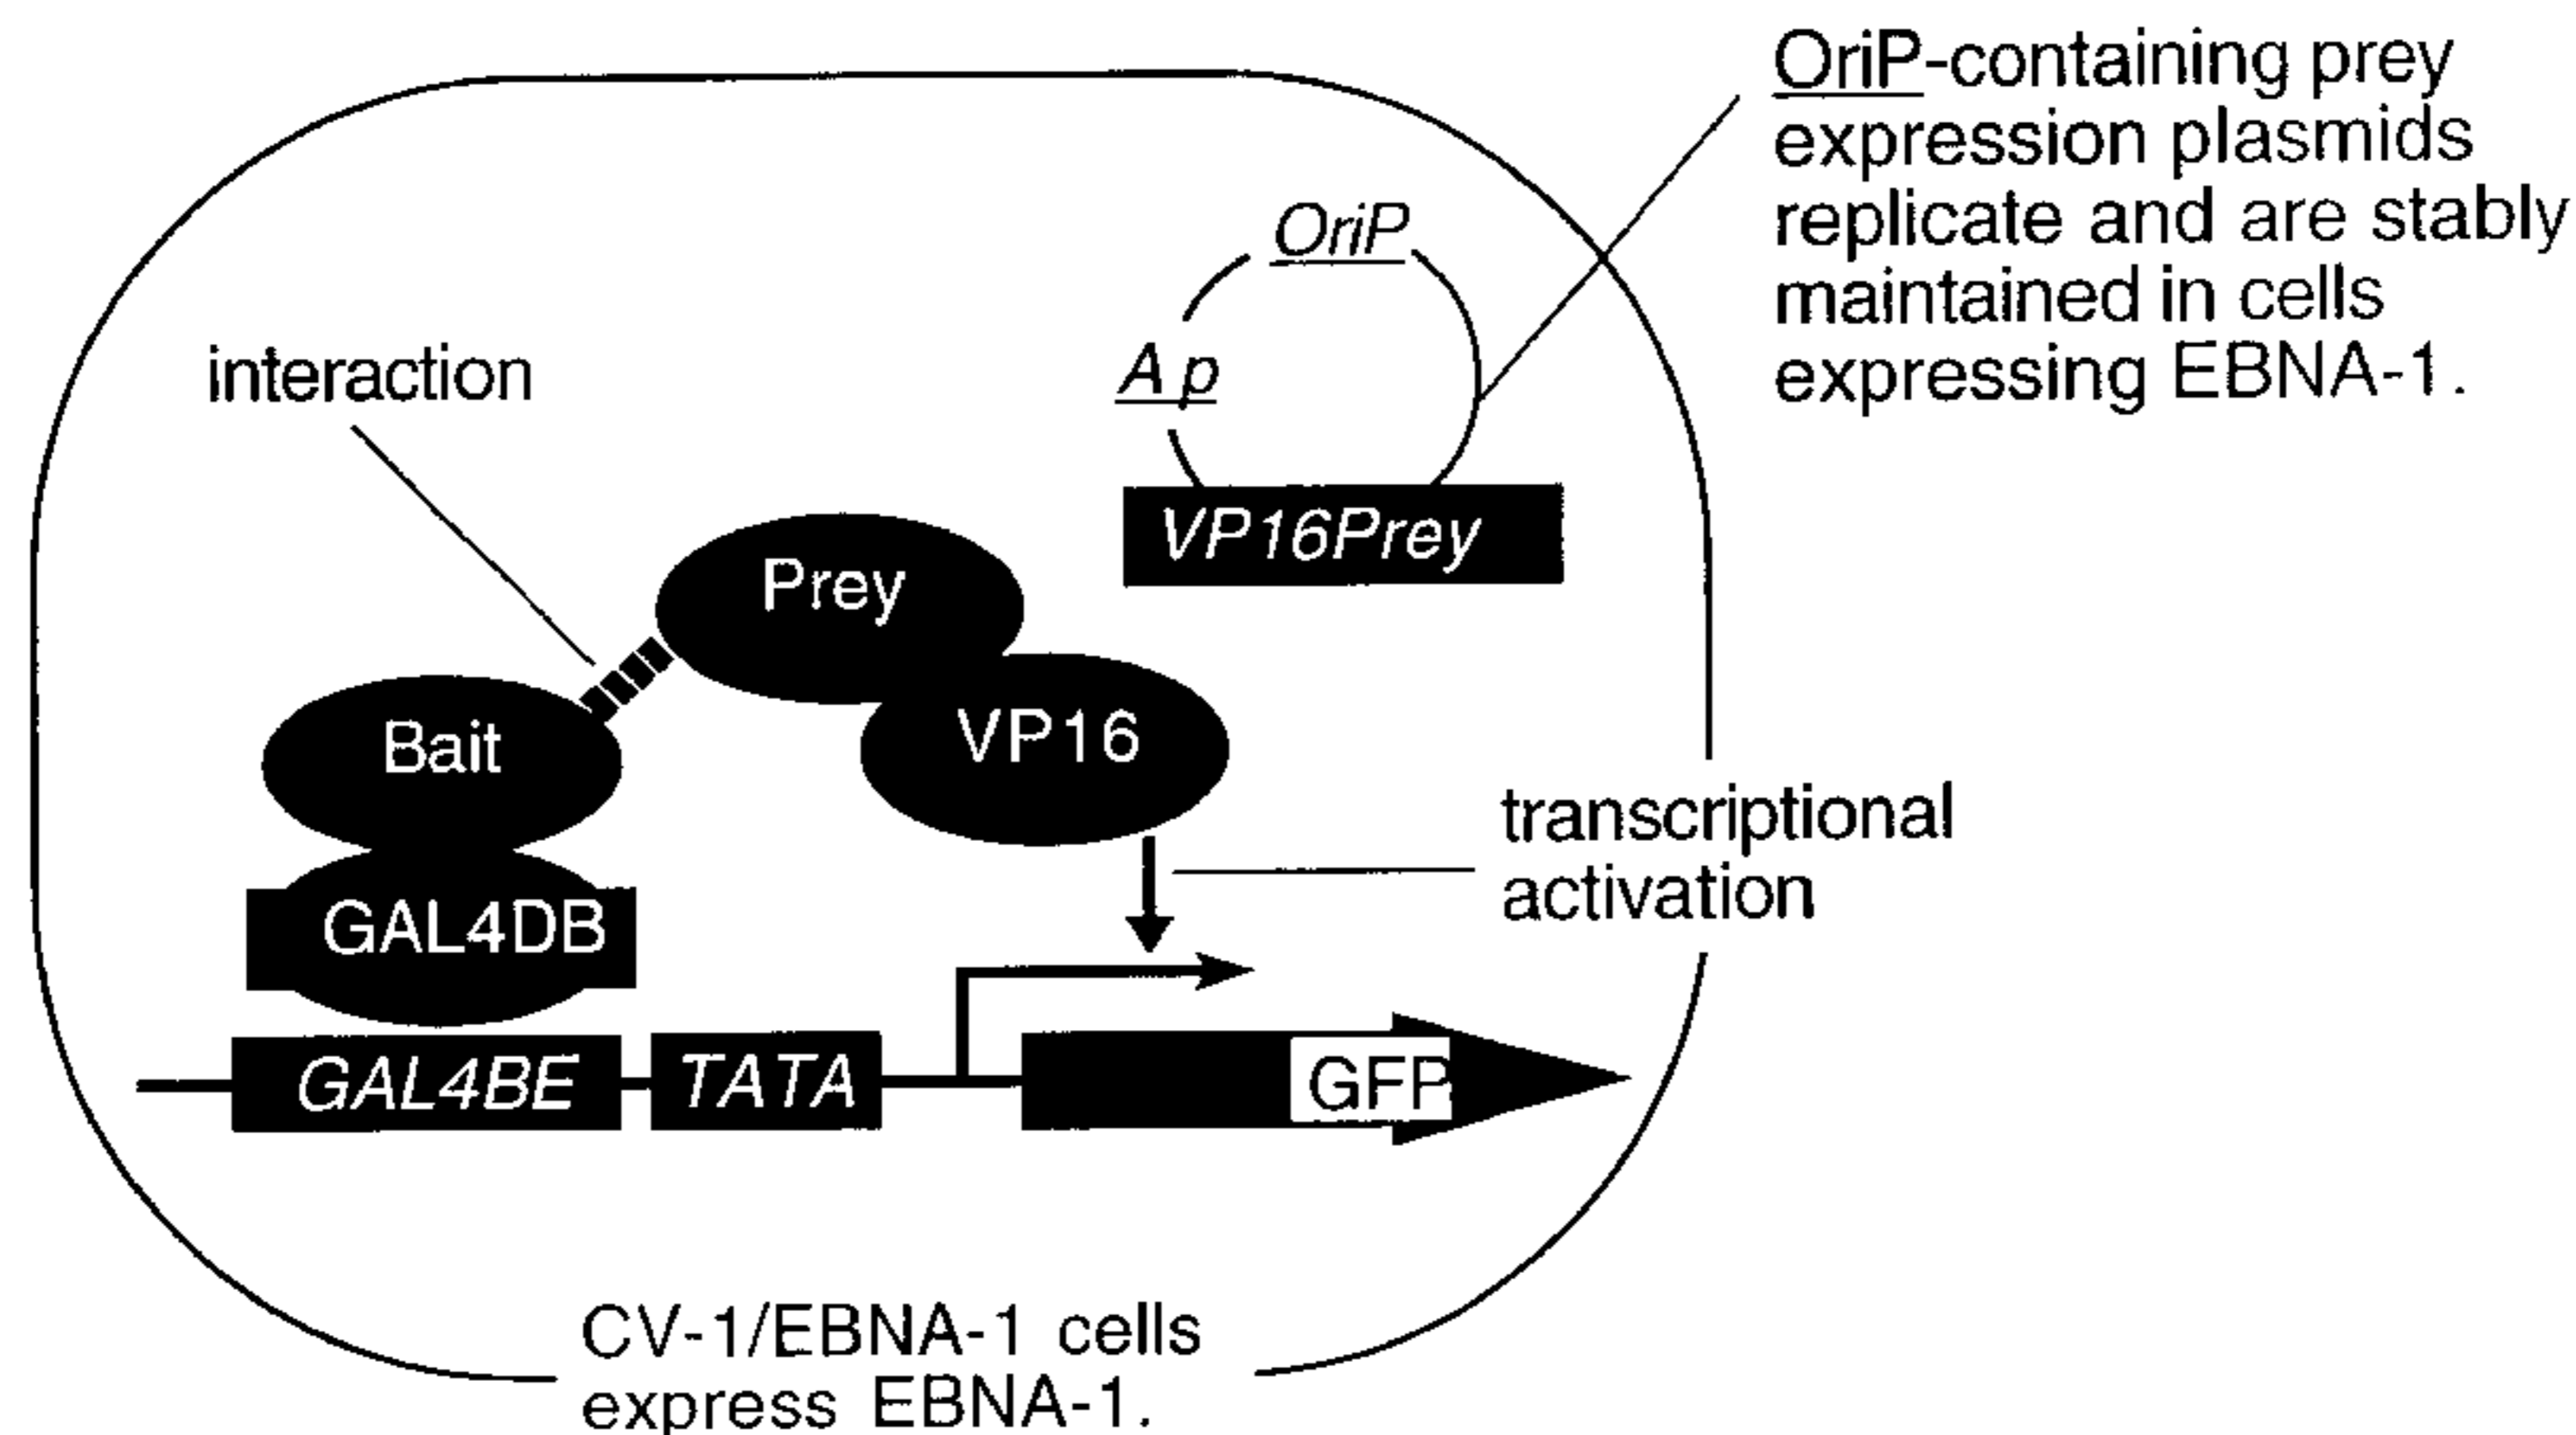 OriP-containing prey
expression plasmids
replicate and are stably
maintained in cells
expressing EBNA-1.
OriP
Ap
VP16Prey
interaction
Prey
VP16
Bait
GAL4DB
transcriptional
activation
GAL4BE
TATA
GFP
CV-1/EBNA-1 cells
express EBNA-1.